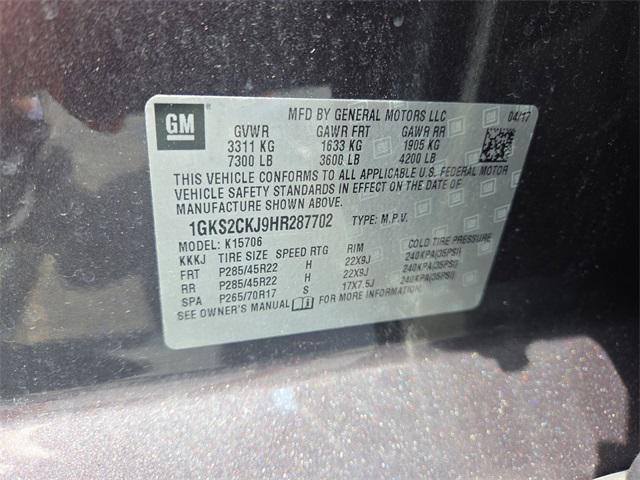 GM
MFD BY GENERAL MOTORS LLC 04/17
GVWR GAWR FRT GAWR RR
3311 KG 1633 KG 1905 KG
7300 LB 3600 LB 4200 LB
THIS VEHICLE CONFORMS TO ALL APPLICABLE U.S. FEDERAL MOTOR
VEHICLE SAFETY STANDARDS IN EFFECT ON THE DATE OF
MANUFACTURE SHOWN ABOVE.
1GKS2CKJ9HR287702 TYPE: M.P.V.
MODEL: K15706
KKKJ TIRE SIZE SPEED RTG RIM
FRT P285/45R22 H 22X9J 240KPA(35PSI)
RR P285/45R22 H 22X9J 240KPA(35PSI)
SPA P265/70R17 S 17X7.5J 240KPA(35PSI)
SEE OWNER'S MANUAL FOR MORE INFORMATION.